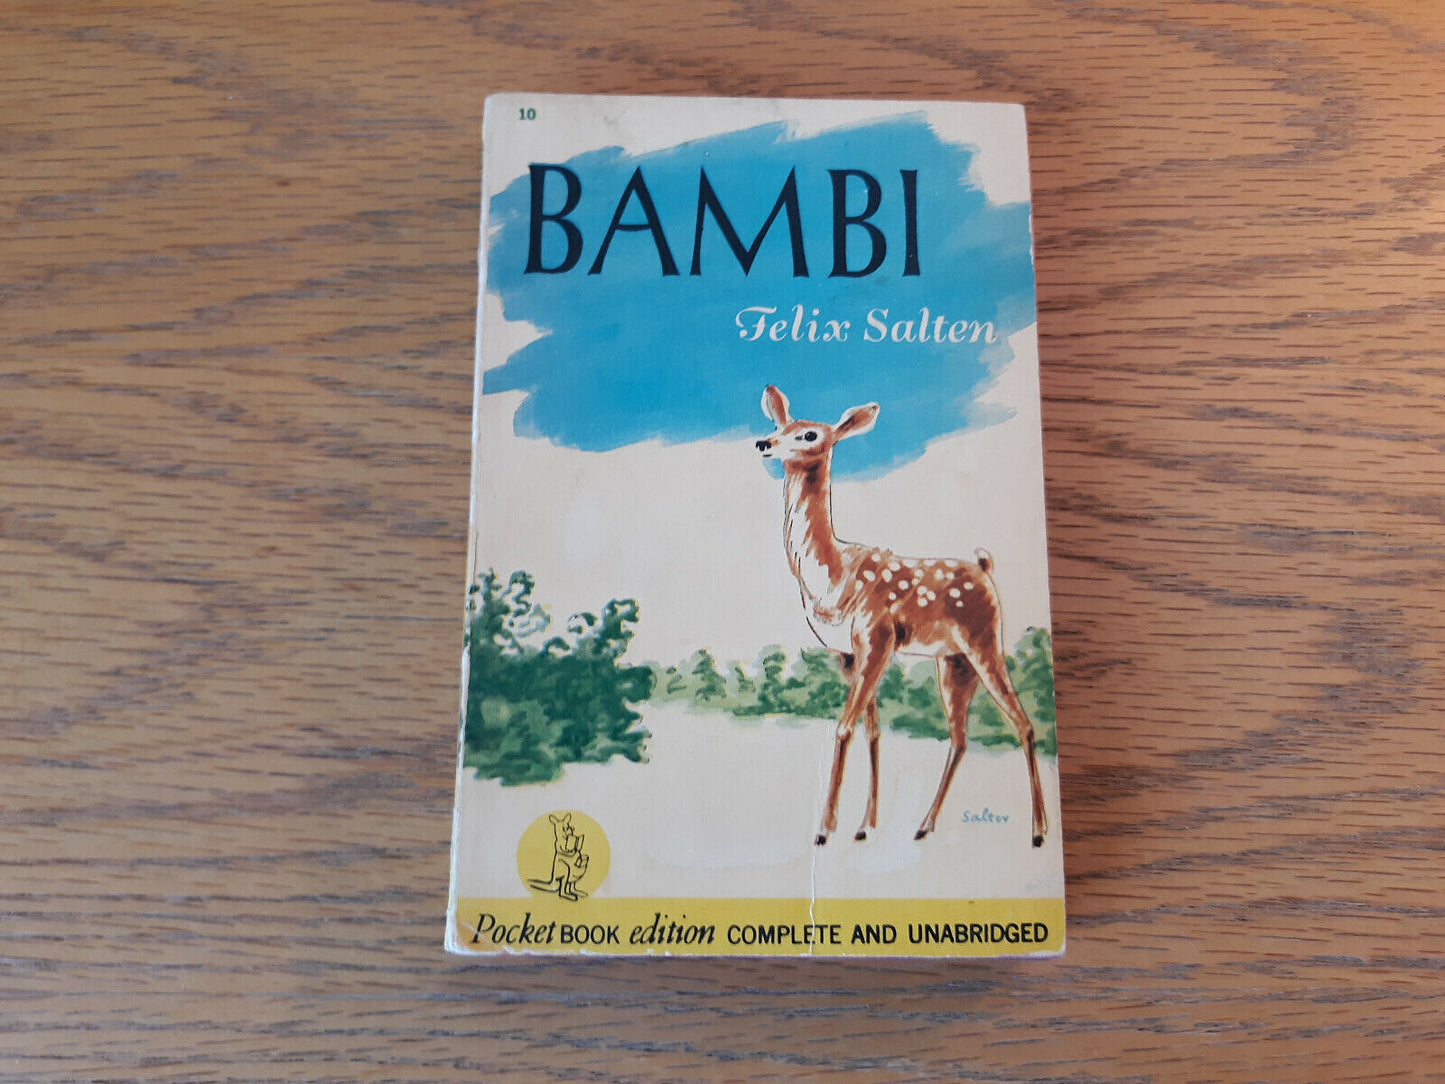 10
BAMBI
Felix Salten
Salter
Pocket BOOK edition COMPLETE AND UNABRIDGED